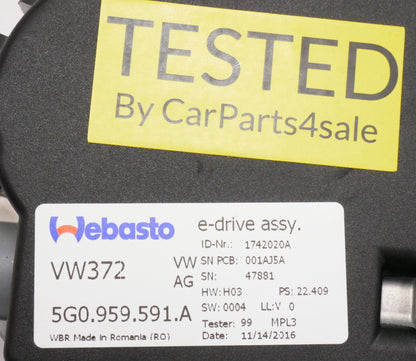 TESTED
By CarParts4sale
Webasto
e-drive assy.
ID-Nr.: 1742020A
VW372
VW AG
SN PCB: 001AJ5A
SN: 47881
HW: H03 PS: 22.409
5G0.959.591.A
SW: 0004 LL:V 0
Tester: 99 MPL3
WBR Made in Romania (RO)
Date: 11/14/2016